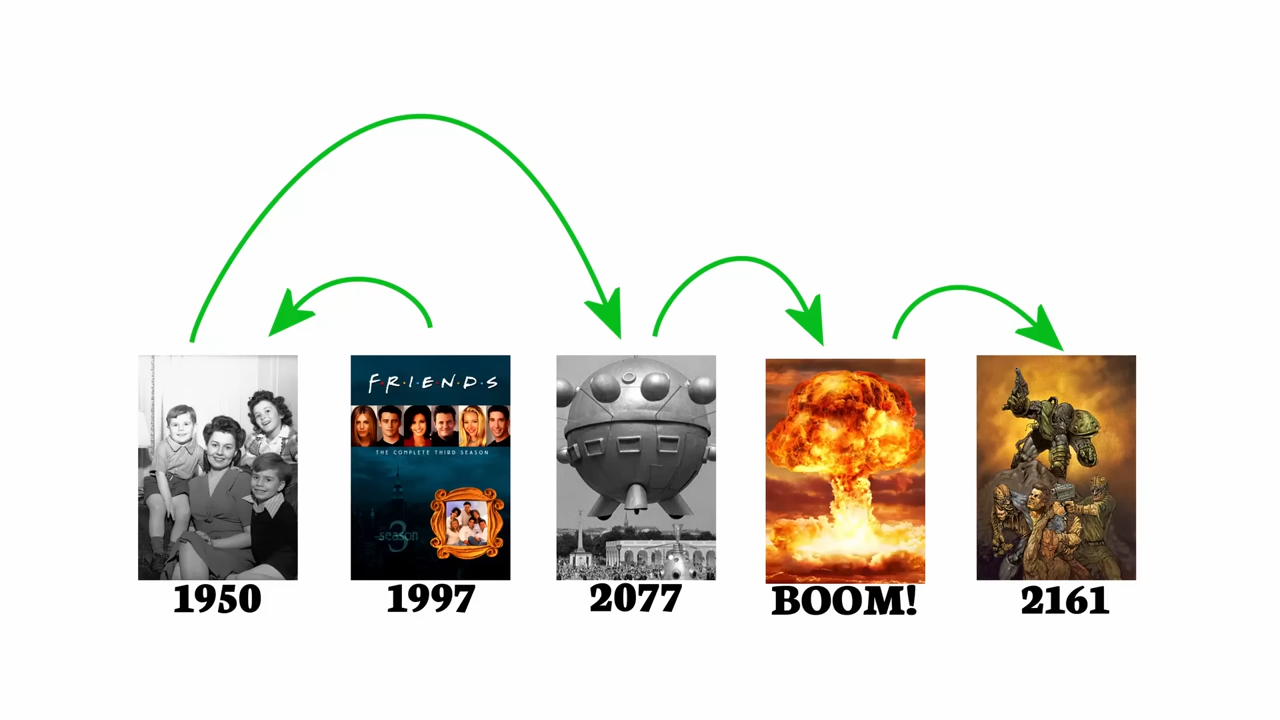 F·R·I·E·N·D·S
THE COMPLETE THIRD SEASON
season
3
1950
1997
2077
BOOM!
2161